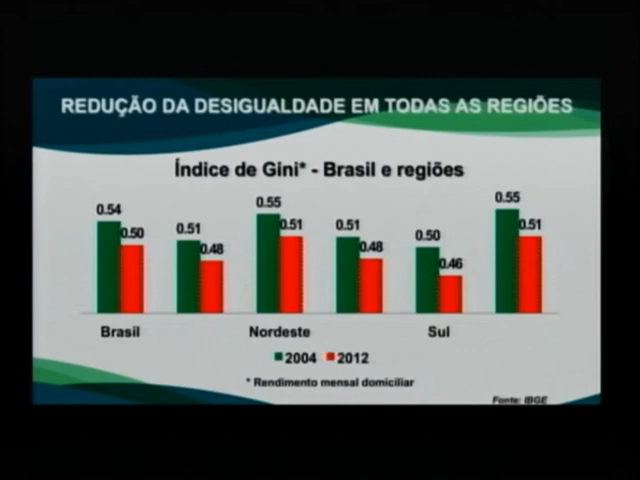 REDUÇÃO DA DESIGUALDADE EM TODAS AS REGIÕES
Índice de Gini* - Brasil e regiões
0.54 0.50 0.51 0.48 0.55 0.51 0.51 0.48 0.50 0.46 0.55 0.51
Brasil Nordeste Sul
2004 2012
* Rendimento mensal domiciliar
Fonte: IBGE